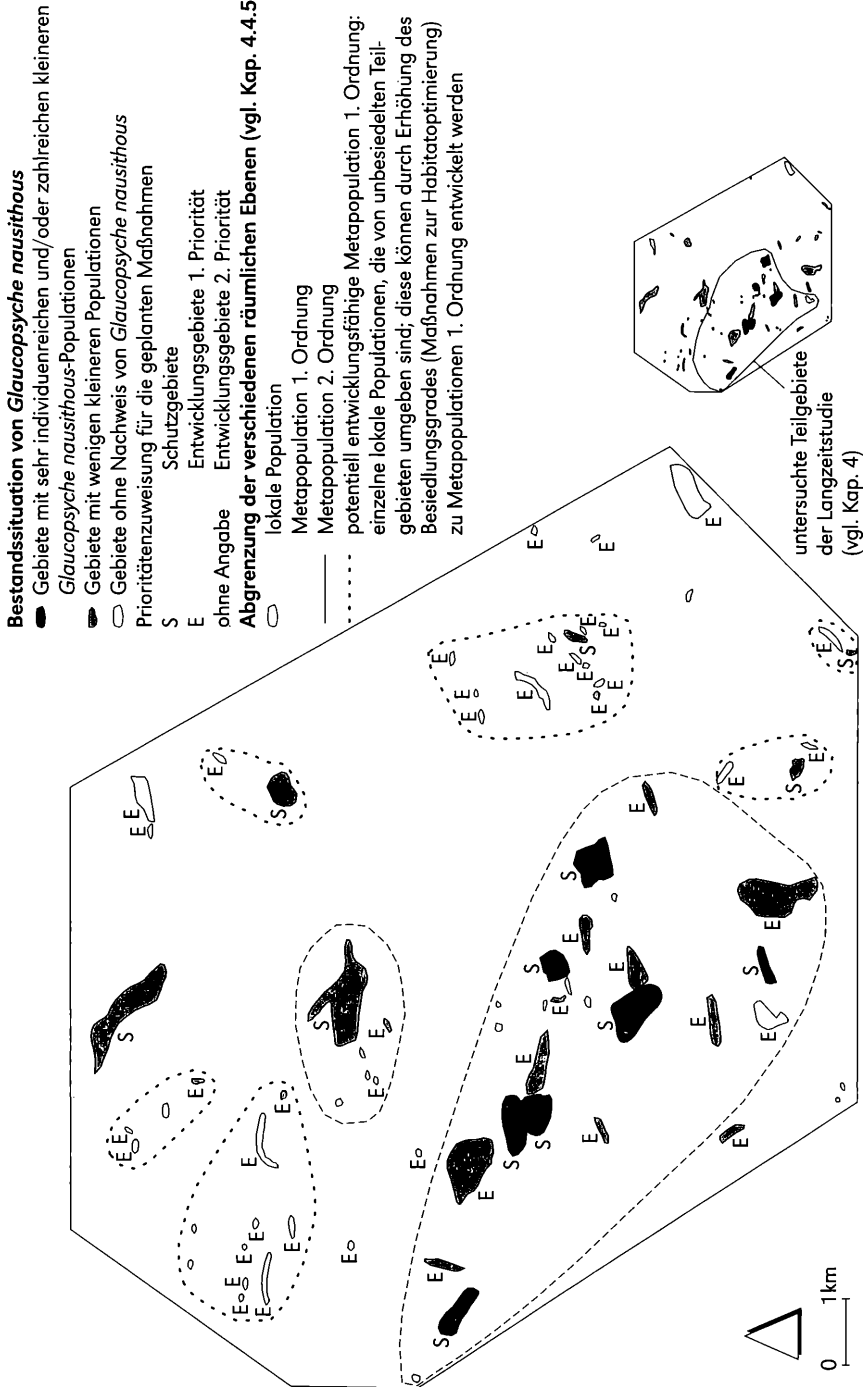 Bestandssituation von Glaucopsyche nausithous
Gebiete mit sehr individuenreichen und/oder zahlreichen kleineren
Glaucopsyche nausithous-Populationen
Gebiete mit wenigen kleineren Populationen
Gebiete ohne Nachweis von Glaucopsyche nausithous
Prioritätenzuweisung für die geplanten Maßnahmen
S Schutzgebiete
E Entwicklungsgebiete 1. Priorität
ohne Angabe Entwicklungsgebiete 2. Priorität
Abgrenzung der verschiedenen räumlichen Ebenen (vgl. Kap. 4.4.5
lokale Population
Metapopulation 1. Ordnung
Metapopulation 2. Ordnung
potentiell entwicklungsfähige Metapopulation 1. Ordnung:
einzelne lokale Populationen, die von unbesiedelten Teil-
gebieten umgeben sind; diese können durch Erhöhung des
Besiedlungsgrades (Maßnahmen zur Habitatoptimierung)
zu Metapopulationen 1. Ordnung entwickelt werden
untersuchte Teilgebiete
der Langzeitstudie
(vgl. Kap. 4)
0 1km
E
E
E
E
E
E
E
E
E
E
E
E
S
S
E
E
E
S
E
S
E
E
E
E
E
E
E
S
E
E
E
E
E
E
E
S
E
E
S
E
E
S
E
S
E
S
S
E
S
E
E
E
S
E
E
E
E
E
E
S